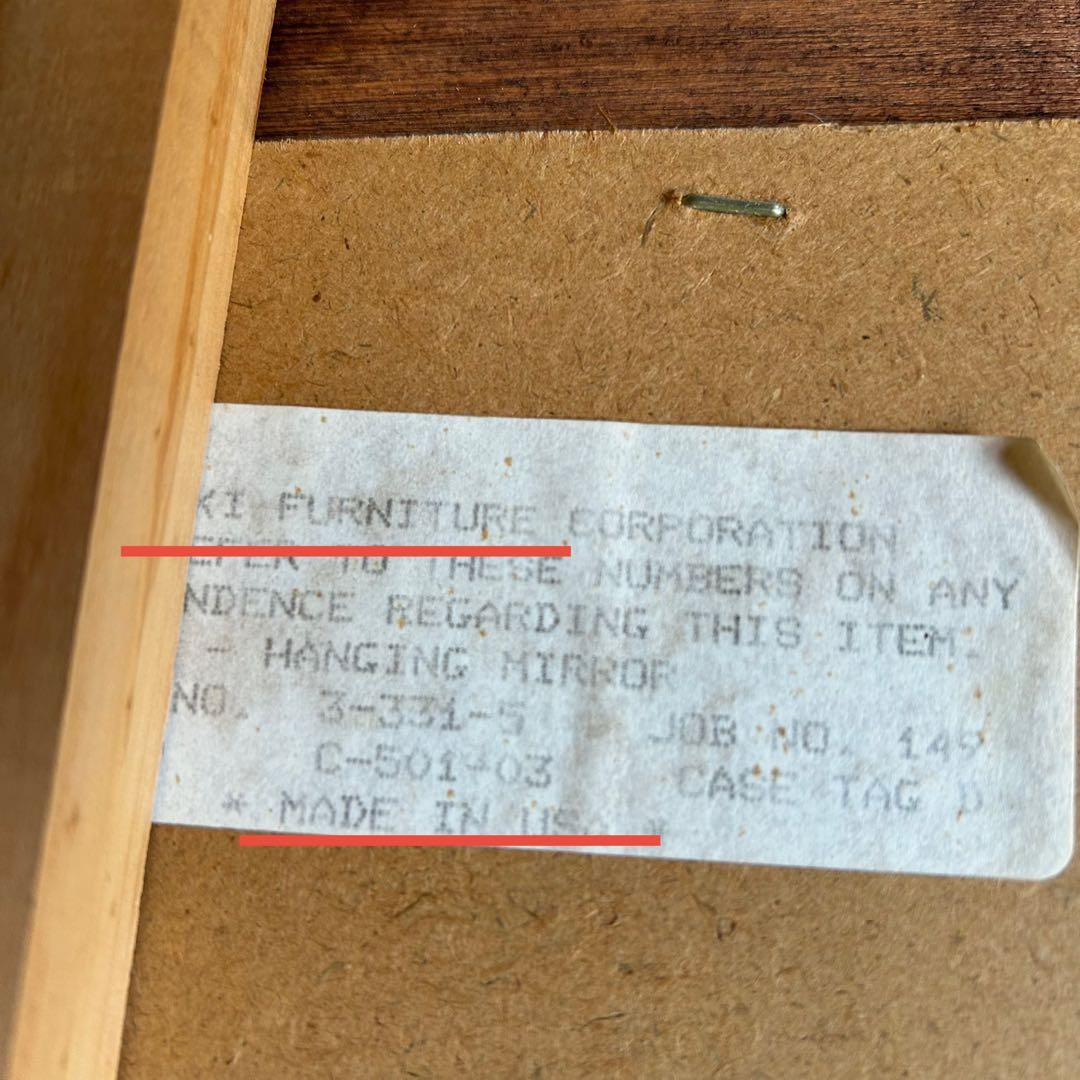 KI FURNITURE CORPORATION
EFER TO THESE NUMBERS ON ANY
NDENCE REGARDING THIS ITEM.
- HANGING MIRROR
NO. 3-331-5 JOB NO. 149
C-501-03 CASE TAG
* MADE IN USA *